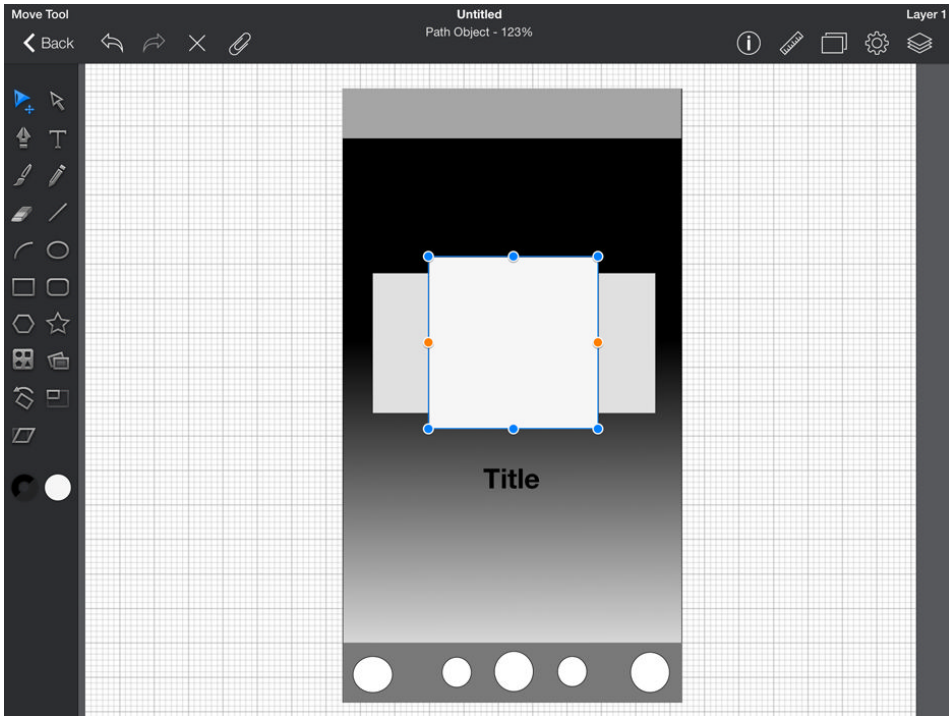 Move Tool
Untitled
Layer 1
Back
Path Object - 123%
T
Title